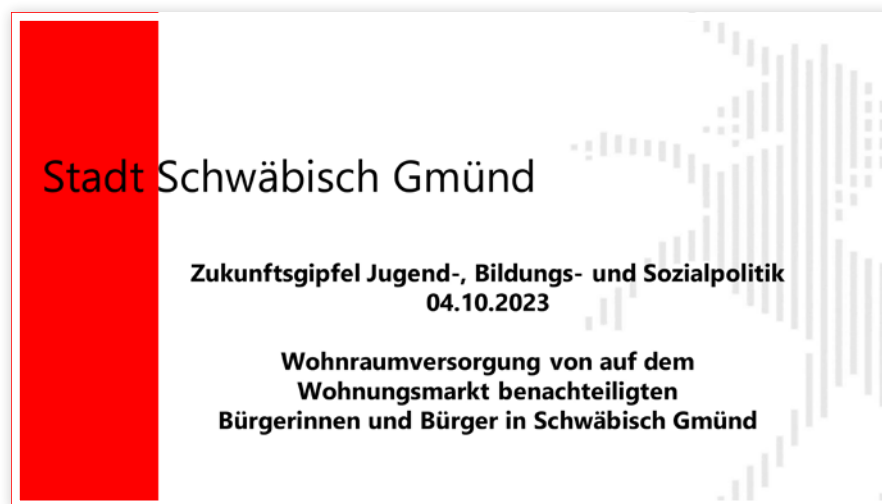 Stadt Schwäbisch Gmünd
Zukunftsgipfel Jugend-, Bildungs- und Sozialpolitik
04.10.2023
Wohnraumversorgung von auf dem
Wohnungsmarkt benachteiligten
Bürgerinnen und Bürger in Schwäbisch Gmünd